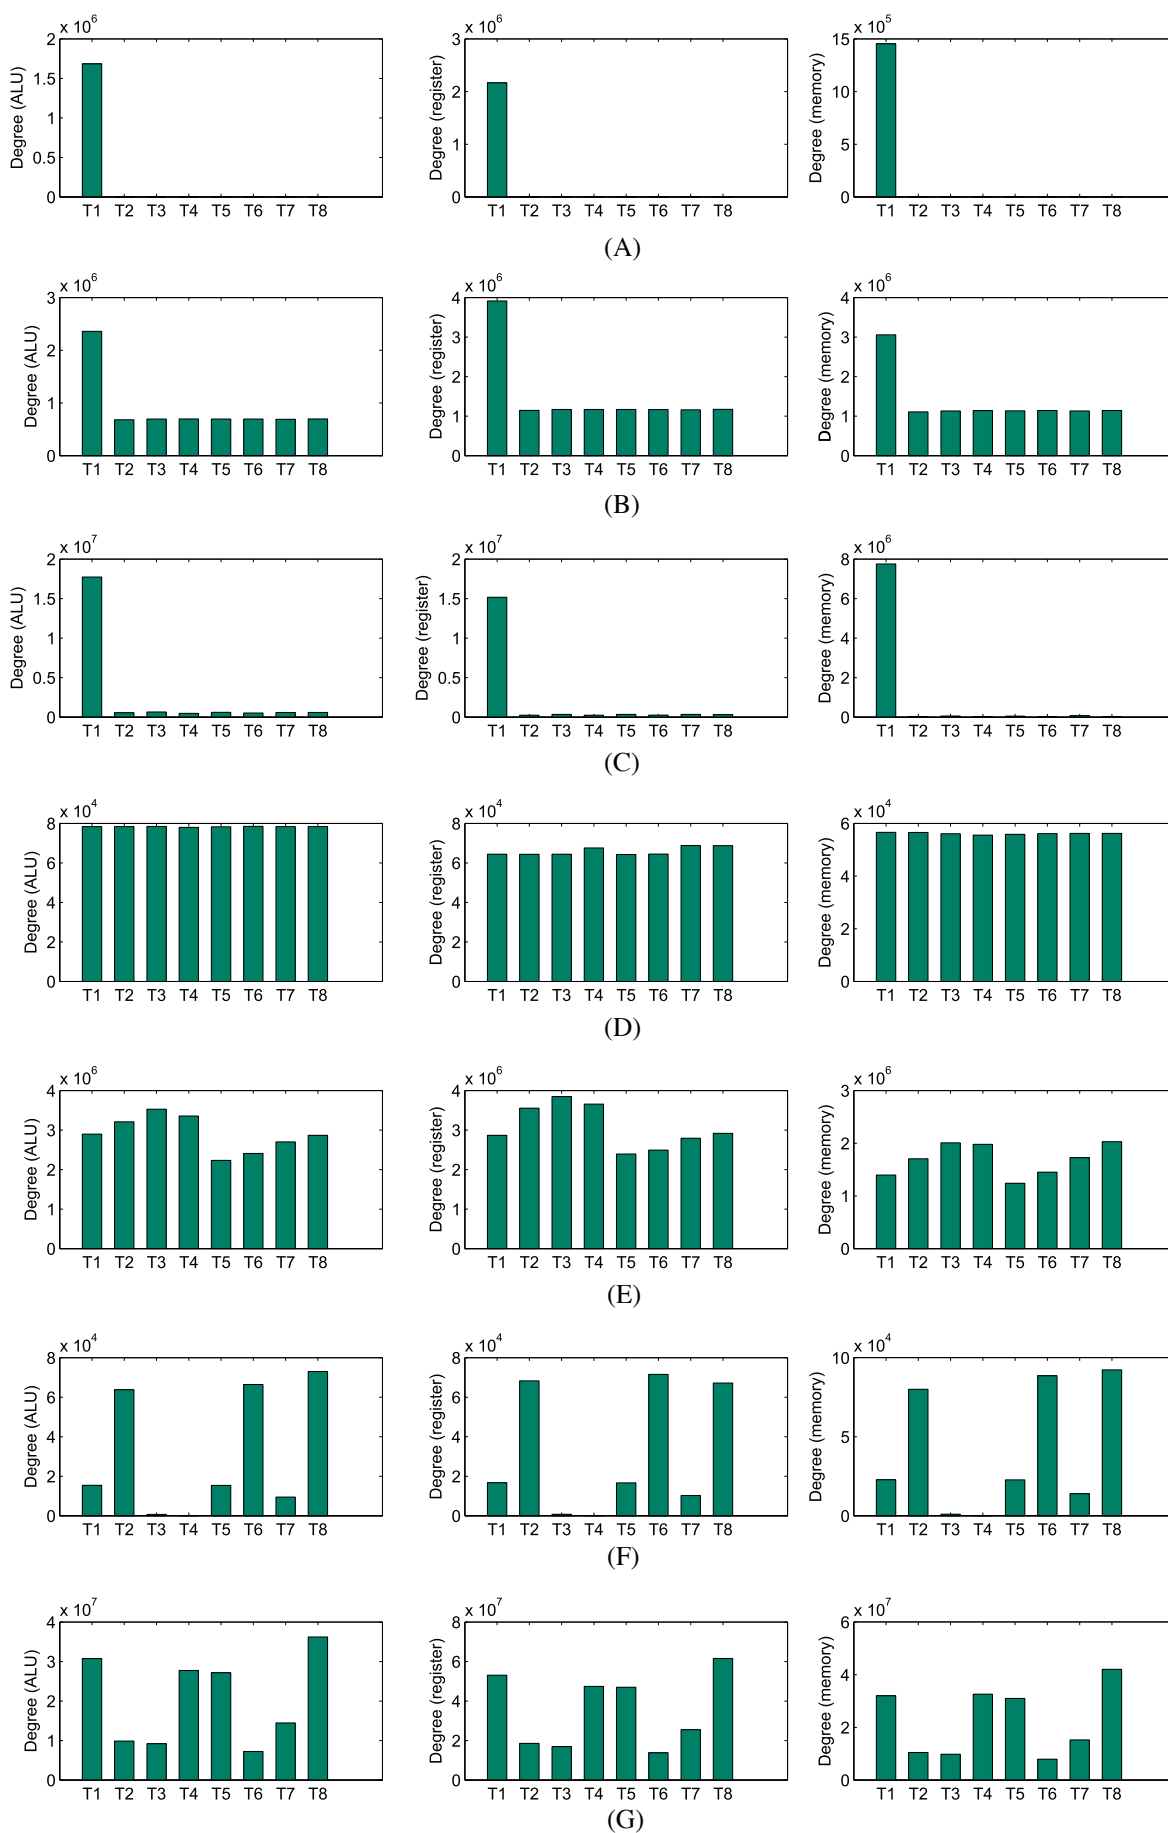 x 10^6 x 10^6 x 10^5
Degree (ALU) Degree (register) Degree (memory)
2 3 15
1.5 2 10
1 1 5
0.5 0 0
0
T1 T2 T3 T4 T5 T6 T7 T8 T1 T2 T3 T4 T5 T6 T7 T8 T1 T2 T3 T4 T5 T6 T7 T8
(A)
x 10^6 x 10^6 x 10^6
Degree (ALU) Degree (register) Degree (memory)
3 4 4
2 3 3
1 2 2
0 1 1
0 0
T1 T2 T3 T4 T5 T6 T7 T8 T1 T2 T3 T4 T5 T6 T7 T8 T1 T2 T3 T4 T5 T6 T7 T8
(B)
x 10^7 x 10^7 x 10^6
Degree (ALU) Degree (register) Degree (memory)
2 2 8
1.5 1.5 6
1 1 4
0.5 0.5 2
0 0 0
T1 T2 T3 T4 T5 T6 T7 T8 T1 T2 T3 T4 T5 T6 T7 T8 T1 T2 T3 T4 T5 T6 T7 T8
(C)
x 10^4 x 10^4 x 10^4
Degree (ALU) Degree (register) Degree (memory)
8 8 6
6 6 4
4 4 2
2 2 0
0 0
T1 T2 T3 T4 T5 T6 T7 T8 T1 T2 T3 T4 T5 T6 T7 T8 T1 T2 T3 T4 T5 T6 T7 T8
(D)
x 10^6 x 10^6 x 10^6
Degree (ALU) Degree (register) Degree (memory)
4 4 3
3 3 2
2 2 1
1 1 0
0 0
T1 T2 T3 T4 T5 T6 T7 T8 T1 T2 T3 T4 T5 T6 T7 T8 T1 T2 T3 T4 T5 T6 T7 T8
(E)
x 10^4 x 10^4 x 10^4
Degree (ALU) Degree (register) Degree (memory)
8 8 10
6 6 5
4 4 0
2 2
0 0
T1 T2 T3 T4 T5 T6 T7 T8 T1 T2 T3 T4 T5 T6 T7 T8 T1 T2 T3 T4 T5 T6 T7 T8
(F)
x 10^7 x 10^7 x 10^7
Degree (ALU) Degree (register) Degree (memory)
4 8 6
3 6 4
2 4 2
1 2 0
0 0
T1 T2 T3 T4 T5 T6 T7 T8 T1 T2 T3 T4 T5 T6 T7 T8 T1 T2 T3 T4 T5 T6 T7 T8
(G)